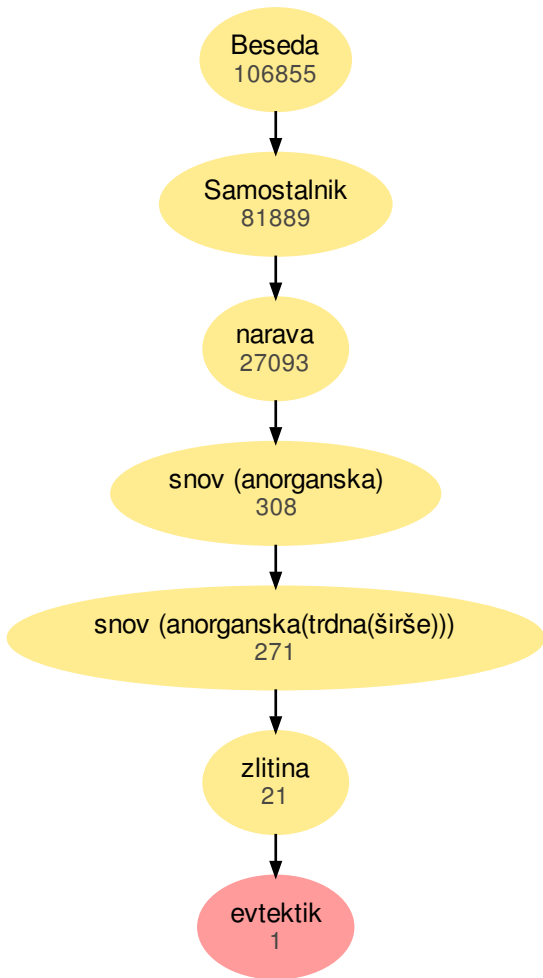 Beseda
106855
Samostalnik
81889
narava
27093
snov (anorganska)
308
snov (anorganska(trdna(širše)))
271
zlitina
21
evtektik
1